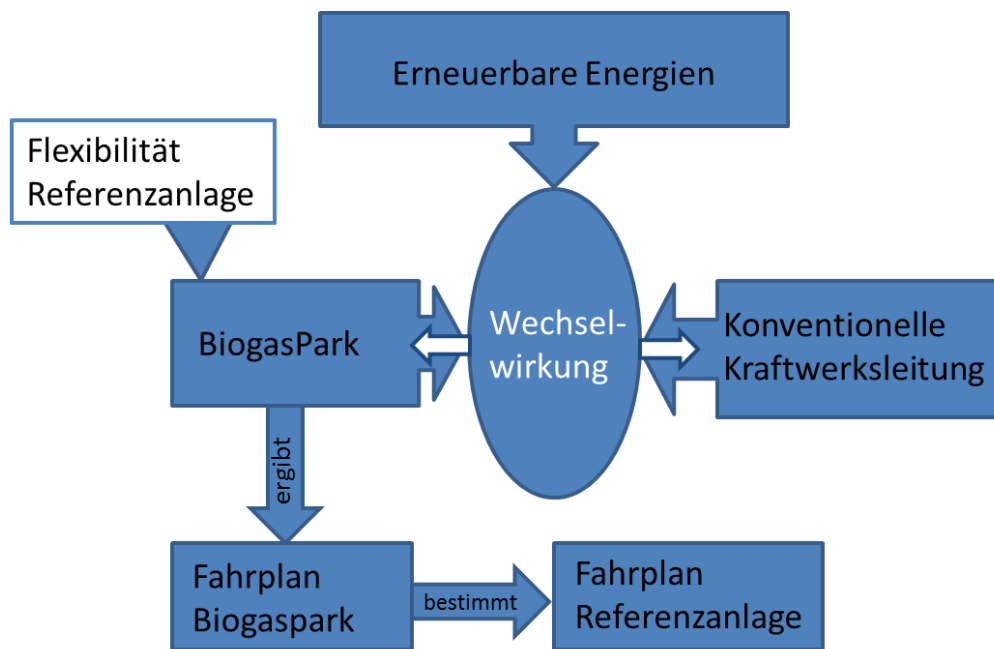 Erneuerbare Energien
Flexibilität
Referenzanlage
BiogasPark
Wechsel-
wirkung
Konventionelle
Kraftwerksleitung
ergibt
Fahrplan
Biogaspark
bestimmt
Fahrplan
Referenzanlage